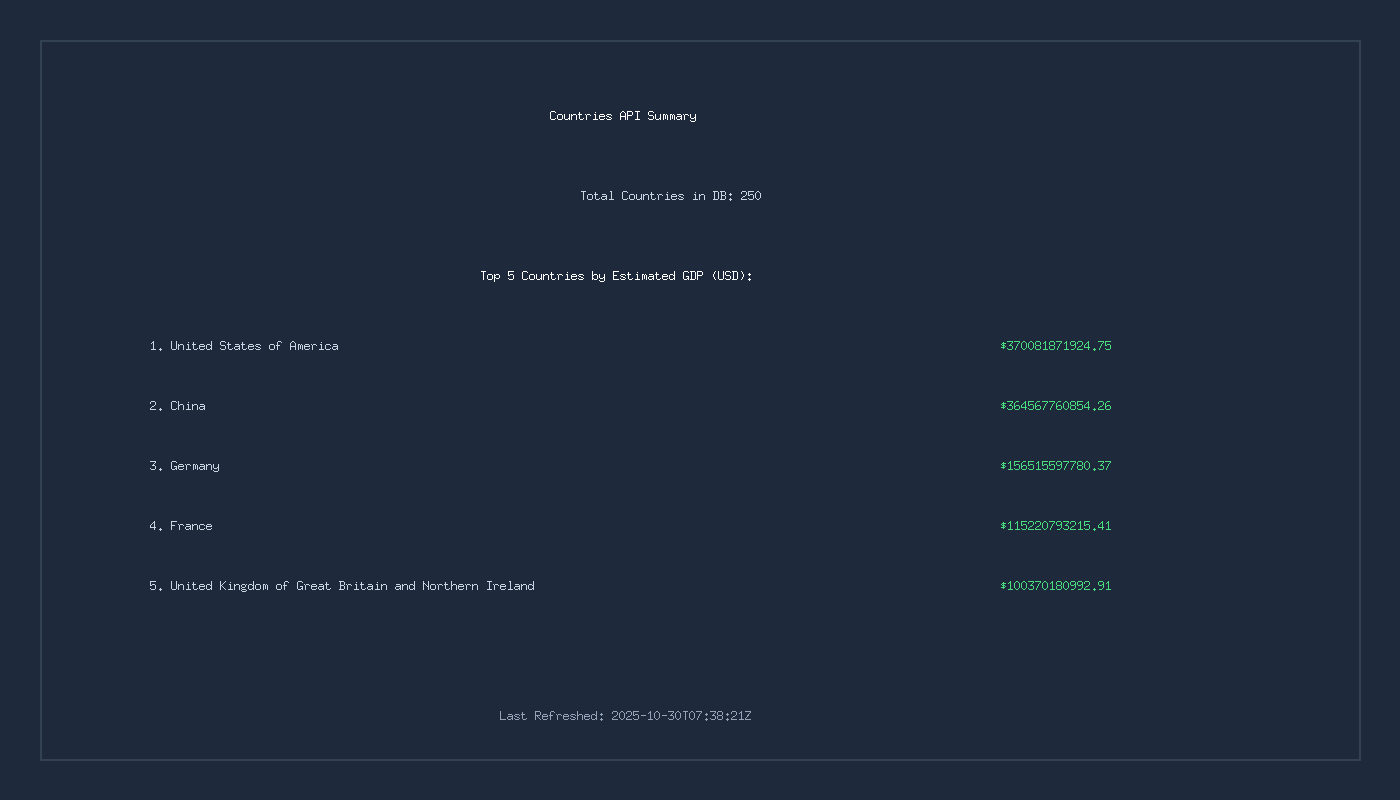 Countries API Summary
Total Countries in DB: 250
Top 5 Countries by Estimated GDP (USD):
1. United States of America $370081871924.75
2. China $364567760854.26
3. Germany $156515597780.37
4. France $115220793215.41
5. United Kingdom of Great Britain and Northern Ireland $100370180992.91
Last Refreshed: 2025-10-30T07:38:21Z